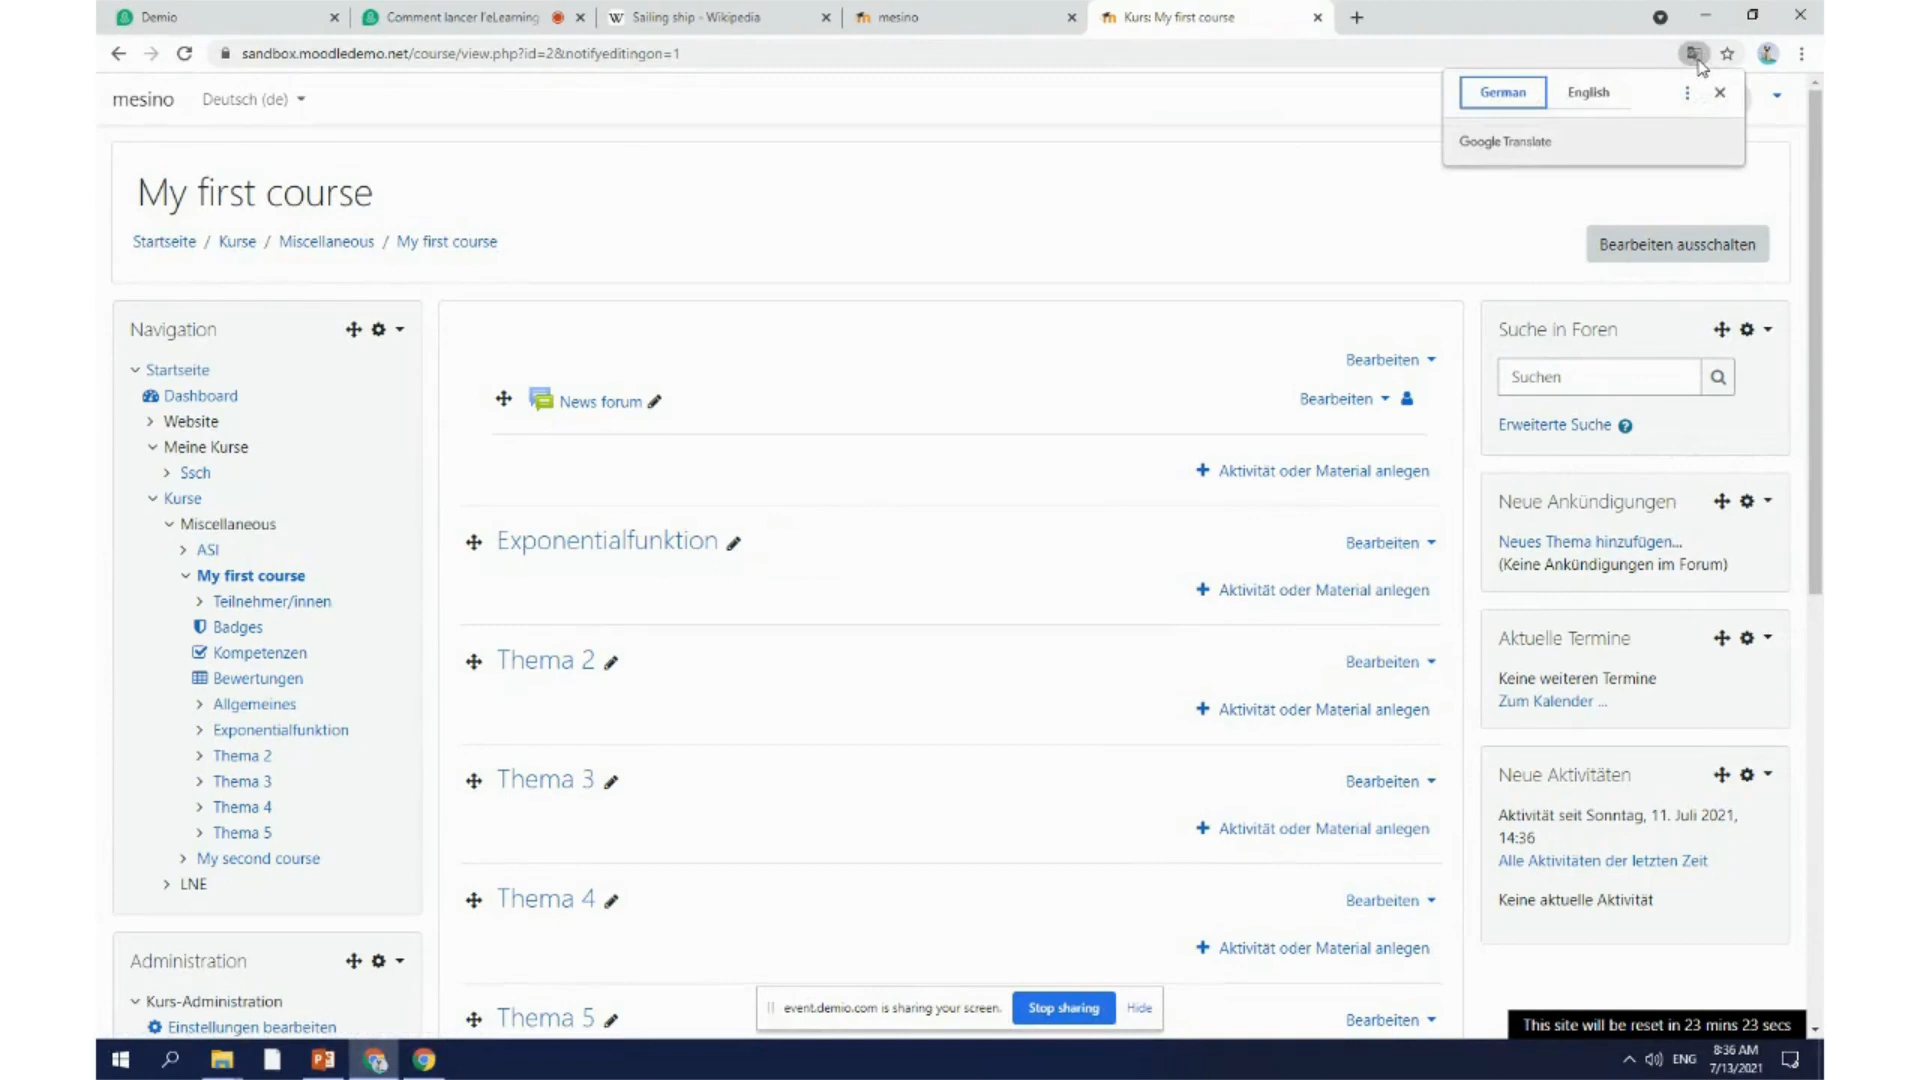 Demio
Comment lancer l'eLearning
Sailing ship - Wikipedia
mesino
Kurs: My first course
sandbox.moodledemo.net/course/view.php?id=2&notifyeditingon=1
mesino
Deutsch (de)
German
English
Google Translate
My first course
Startseite / Kurse / Miscellaneous / My first course
Bearbeiten ausschalten
Navigation
Startseite
Dashboard
Website
Meine Kurse
Ssch
Kurse
Miscellaneous
ASI
My first course
Teilnehmer/innen
Badges
Kompetenzen
Bewertungen
Allgemeines
Exponentialfunktion
Thema 2
Thema 3
Thema 4
Thema 5
My second course
LNE
Administration
Kurs-Administration
Einstellungen bearbeiten
Bearbeiten
News forum
Bearbeiten
Aktivität oder Material anlegen
Exponentialfunktion
Bearbeiten
Aktivität oder Material anlegen
Thema 2
Bearbeiten
Aktivität oder Material anlegen
Thema 3
Bearbeiten
Aktivität oder Material anlegen
Thema 4
Bearbeiten
Aktivität oder Material anlegen
Thema 5
Bearbeiten
Suche in Foren
Suchen
Erweiterte Suche
Neue Ankündigungen
Neues Thema hinzufügen...
(Keine Ankündigungen im Forum)
Aktuelle Termine
Keine weiteren Termine
Zum Kalender ...
Neue Aktivitäten
Aktivität seit Sonntag, 11. Juli 2021,
14:36
Alle Aktivitäten der letzten Zeit
Keine aktuelle Aktivität
event.demio.com is sharing your screen.
Stop sharing
Hide
This site will be reset in 23 mins 23 secs
ENG
8:36 AM
7/13/2021